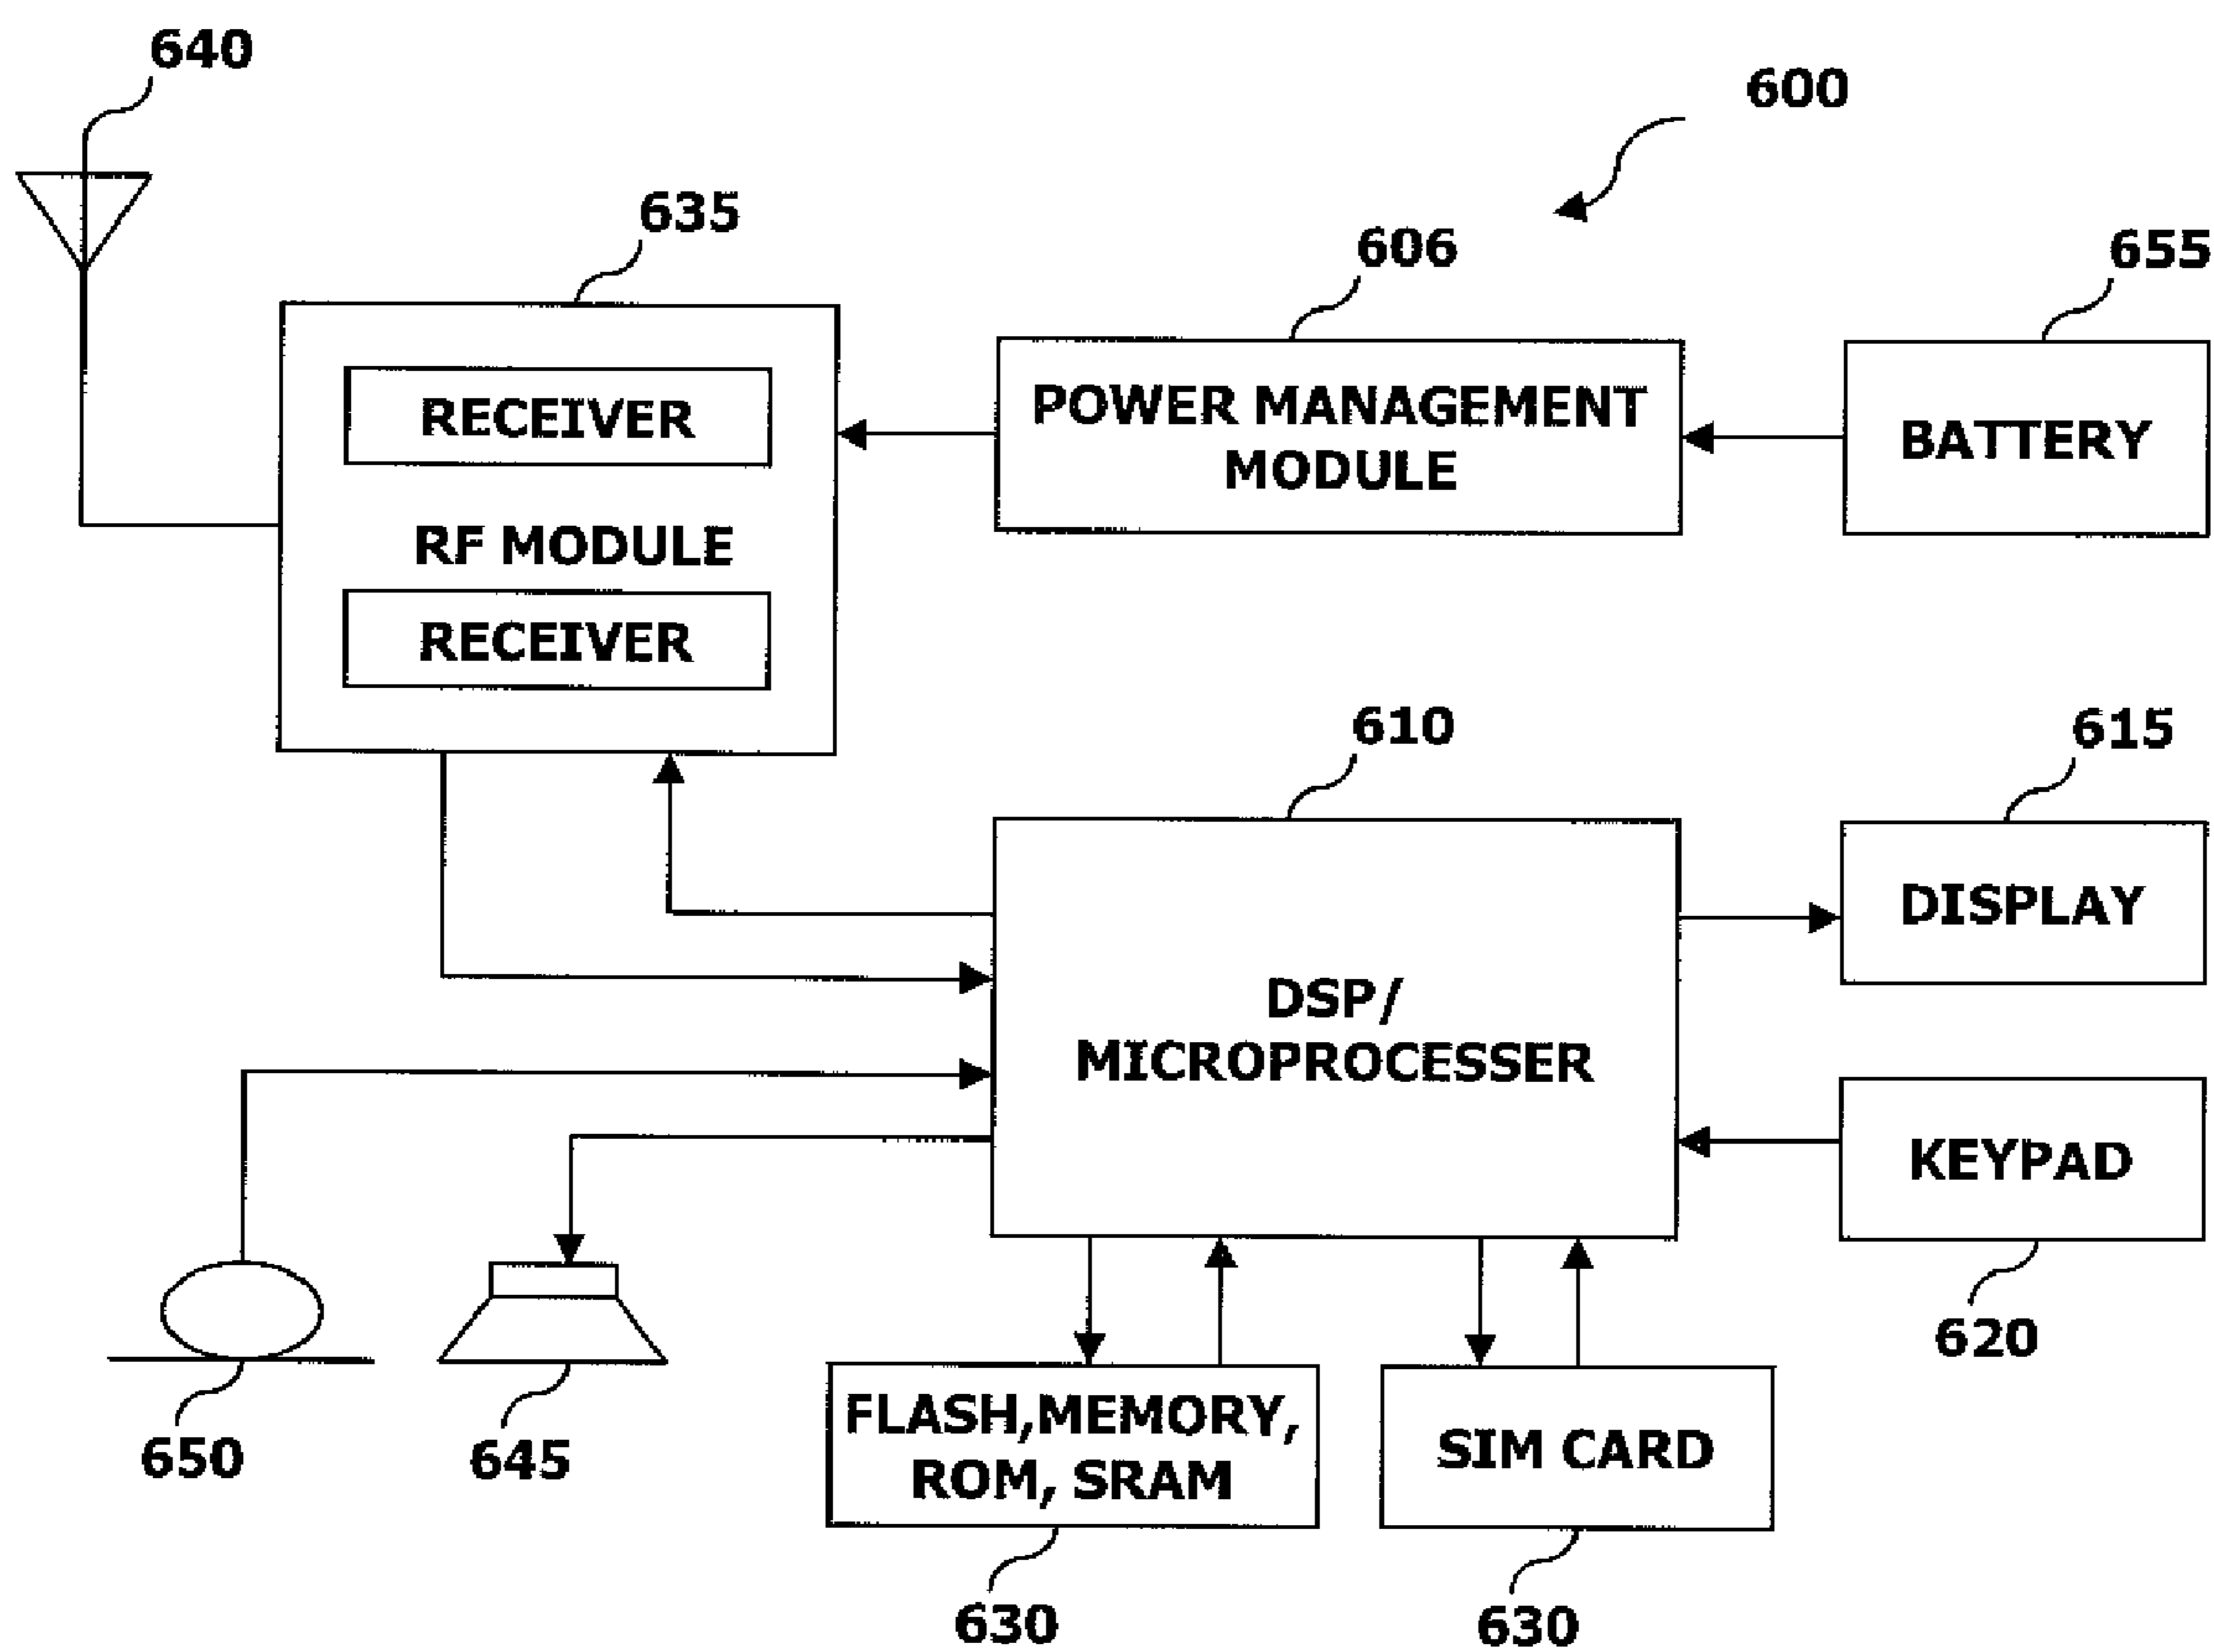 640
600
635
606
655
RECEIVER
POWER MANAGEMENT
MODULE
BATTERY
RF MODULE
RECEIVER
610
615
DISPLAY
DSP/
MICROPROCESSER
KEYPAD
620
FLASH,MEMORY,
ROM, SRAM
SIM CARD
650
645
630
630